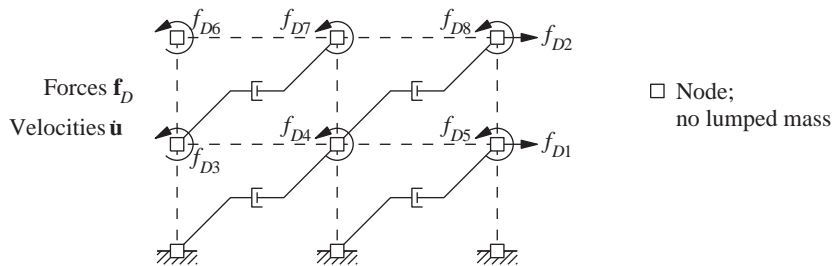 f_D6
f_D7
f_D8
f_D2
Forces f_D
Velocities u̇
f_D3
f_D4
f_D5
f_D1
Node;
no lumped mass